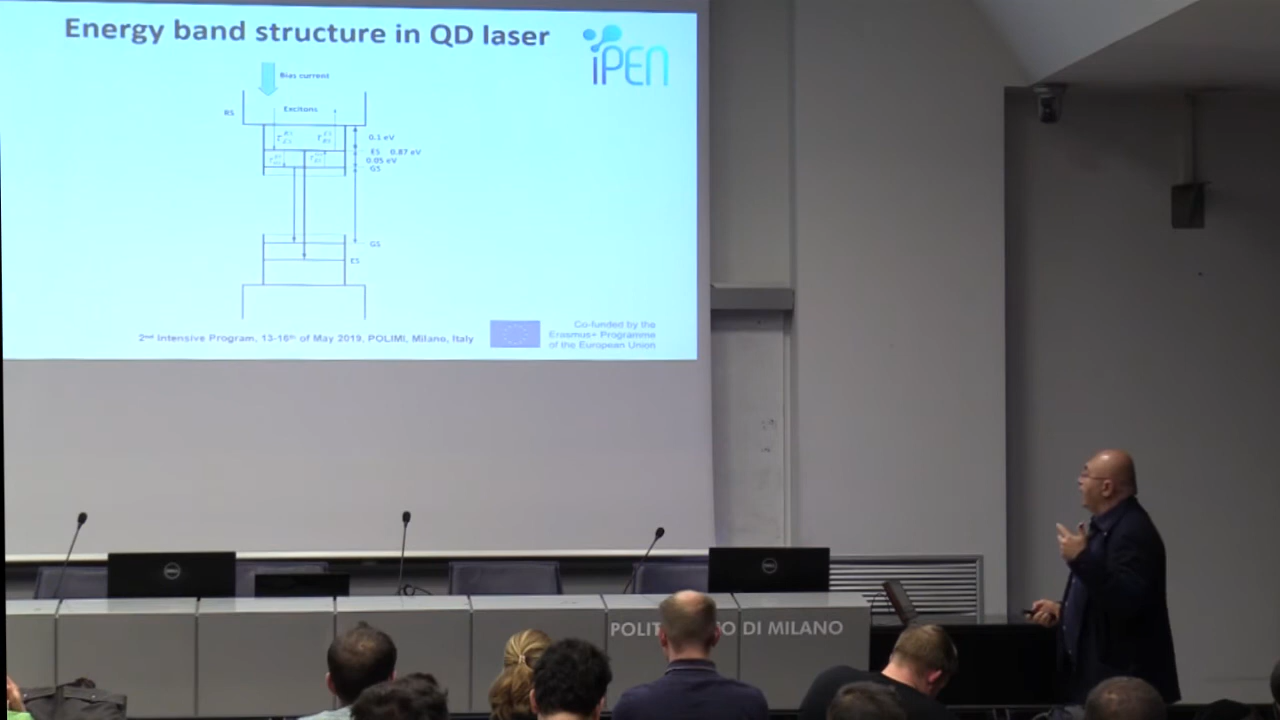 Energy band structure in QD laser
iPEN
Bias current
Excitons
0.1 eV
ES 0.87 eV
0.05 eV
GS
GS
ES
2nd Intensive Program, 13-16th of May 2019, POLIMI, Milano, Italy
Co-funded by the
Erasmus+ Programme
of the European Union
DELL
DELL
POLIT O DI MILANO